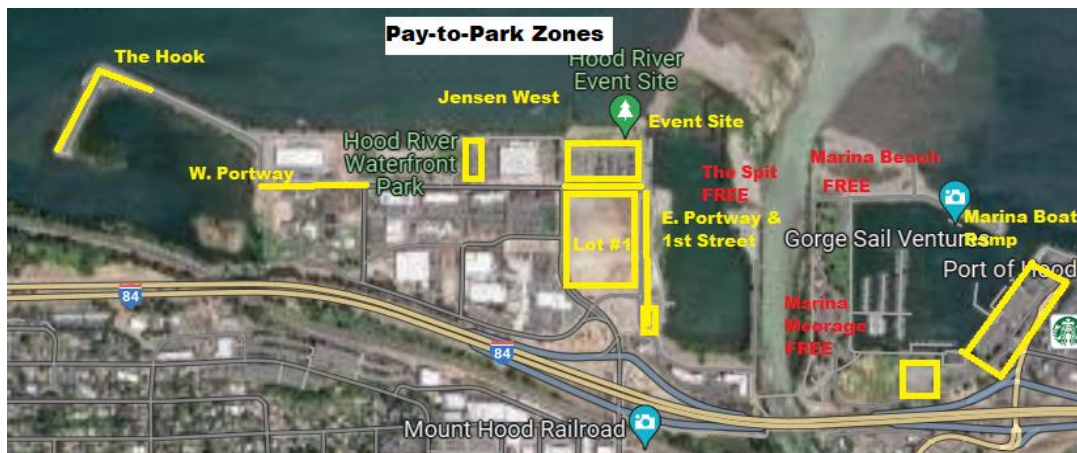 Pay-to-Park Zones
The Hook
Hood River
Event Site
Jensen West
Event Site
Hood River
Waterfront
Park
W. Portway
The Spit
FREE
Marina Beach
FREE
E. Portway &
1st Street
Lot #1
Marina Boat
Ramp
Gorge Sail Ventures
Port of Hood
84
Marina
Moorage
FREE
84
Mount Hood Railroad